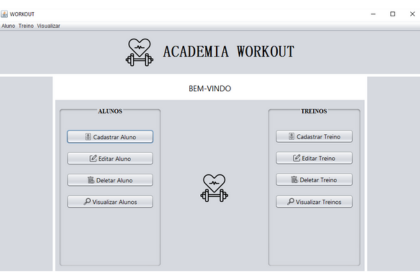 WORKOUT
Aluno Treino Visualizar
ACADEMIA WORKOUT
BEM-VINDO
ALUNOS
Cadastrar Aluno
Editar Aluno
Deletar Aluno
Visualizar Alunos
TREINOS
Cadastrar Treino
Editar Treino
Deletar Treino
Visualizar Treinos